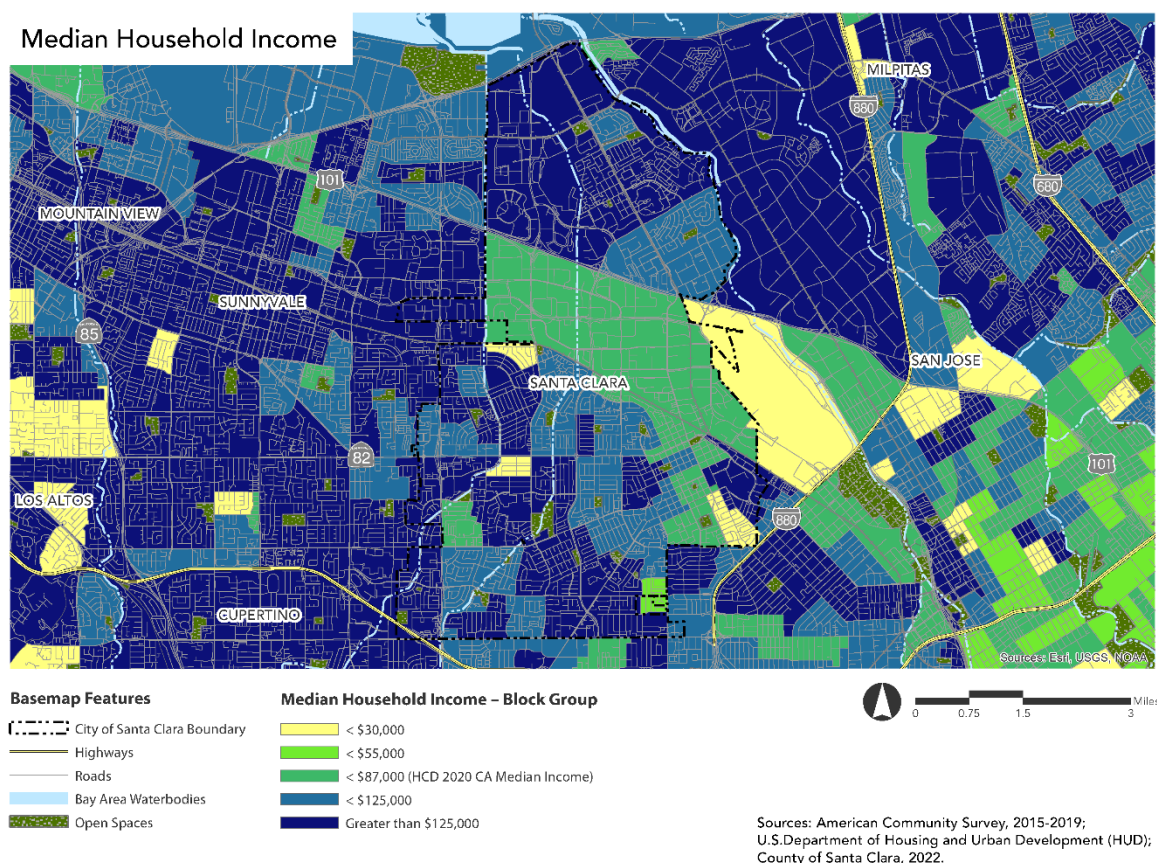 Median Household Income
MILPITAS
880
101
680
MOUNTAIN VIEW
SUNNYVALE
85
SAN JOSE
SANTA CLARA
82
101
LOS ALTOS
880
CUPERTINO
Sources: Esri, USGS, NOAA
Basemap Features
City of Santa Clara Boundary
Highways
Roads
Bay Area Waterbodies
Open Spaces
Median Household Income – Block Group
< $30,000
< $55,000
< $87,000 (HCD 2020 CA Median Income)
< $125,000
Greater than $125,000
Miles
0 0.75 1.5 3
Sources: American Community Survey, 2015-2019;
U.S.Department of Housing and Urban Development (HUD);
County of Santa Clara, 2022.